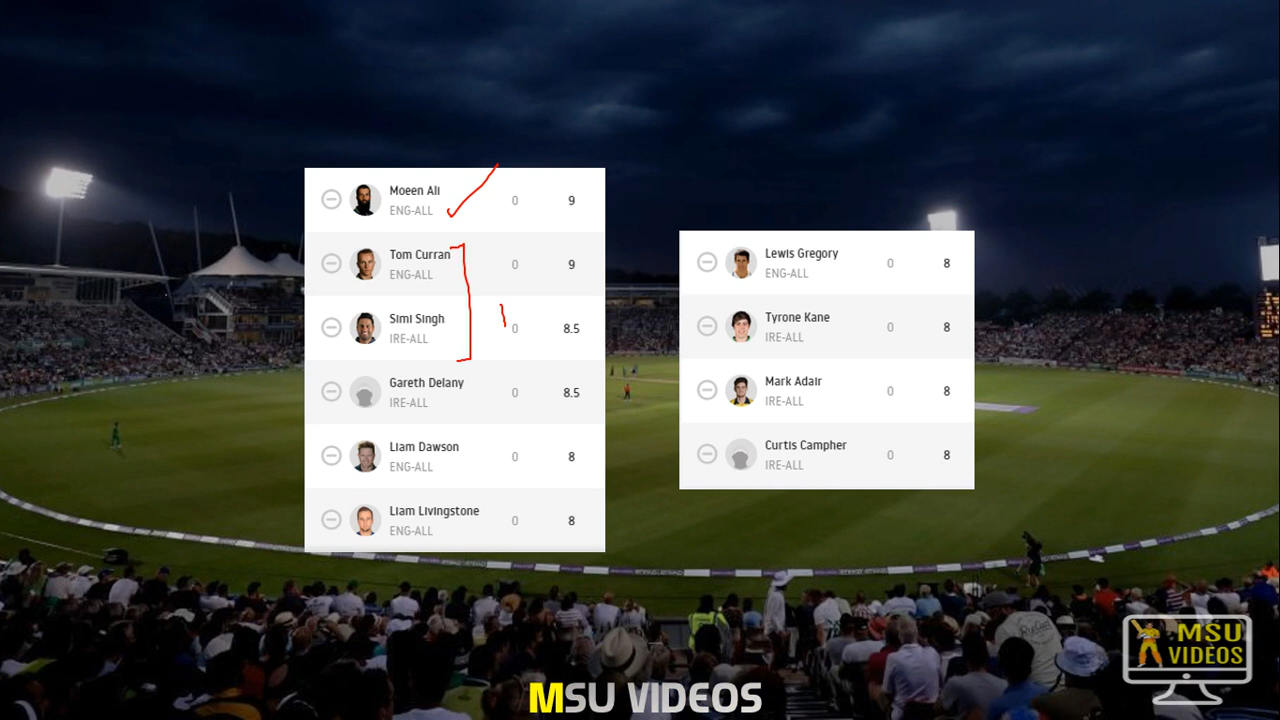 Moeen Ali
ENG-ALL
0
9
Tom Curran
ENG-ALL
0
9
Simi Singh
IRE-ALL
0
8.5
Gareth Delany
IRE-ALL
0
8.5
Liam Dawson
ENG-ALL
0
8
Liam Livingstone
ENG-ALL
0
8
Lewis Gregory
ENG-ALL
0
8
Tyrone Kane
IRE-ALL
0
8
Mark Adair
IRE-ALL
0
8
Curtis Campher
IRE-ALL
0
8
MSU
VIDEOS
MSU VIDEOS